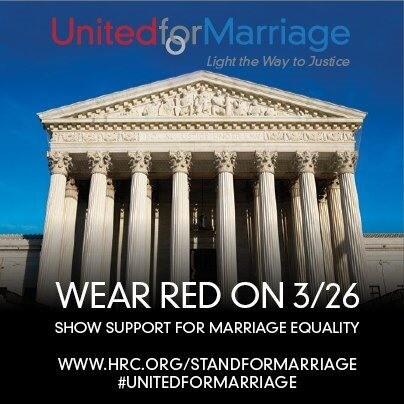 UnitedforMarriage
Light the Way to Justice
WEAR RED ON 3/26
SHOW SUPPORT FOR MARRIAGE EQUALITY
WWW.HRC.ORG/STANDFORMARRIAGE
#UNITEDFORMARRIAGE